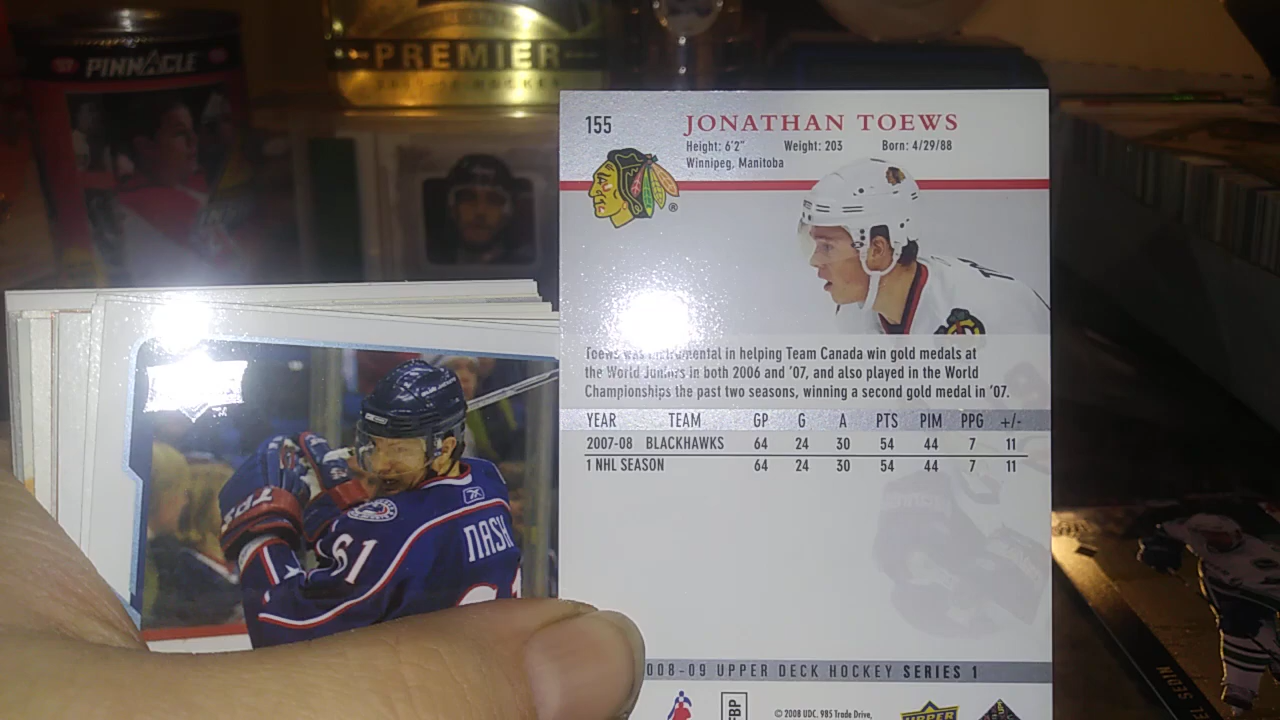 PINNACLE
PREMIER
155
JONATHAN TOEWS
Height: 6'2" Weight: 203 Born: 4/29/88
Winnipeg, Manitoba
®
Toews was instrumental in helping Team Canada win gold medals at
the World Juniors in both 2006 and '07, and also played in the World
Championships the past two seasons, winning a second gold medal in '07.
YEAR TEAM GP G A PTS PIM PPG +/-
2007-08 BLACKHAWKS 64 24 30 54 44 7 11
1 NHL SEASON 64 24 30 54 44 7 11
008-09 UPPER DECK HOCKEY SERIES 1
FBP
© 2008 UDC, 985 Trade Drive,
UPPER
NASH
61
SEDIN